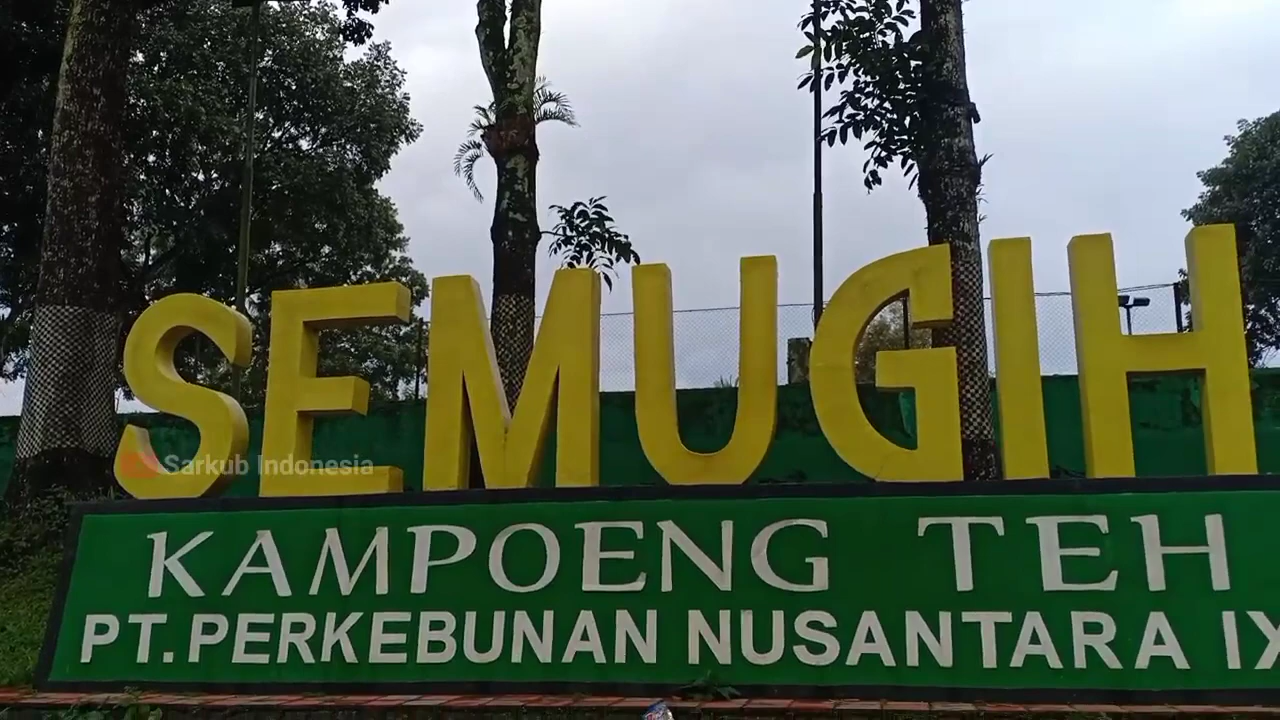 SEMUGIH
Sarkub Indonesia
KAMPOENG TEH
PT. PERKEBUNAN NUSANTARA IX